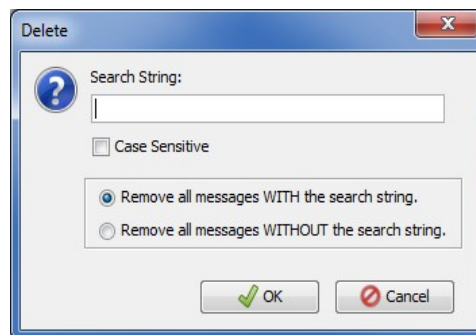 Delete
Search String:
Case Sensitive
Remove all messages WITH the search string.
Remove all messages WITHOUT the search string.
OK
Cancel